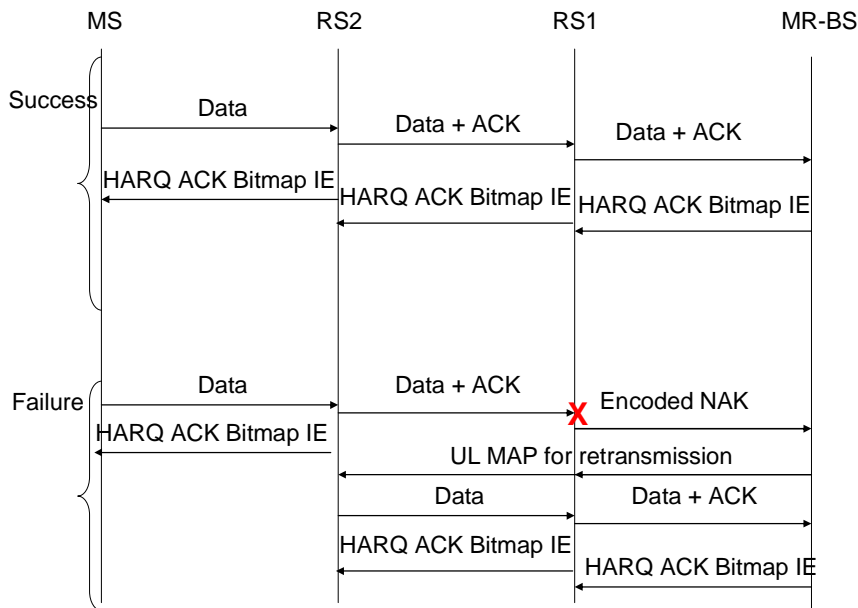 MS RS2 RS1 MR-BS
Success
Data
Data + ACK
Data + ACK
HARQ ACK Bitmap IE
HARQ ACK Bitmap IE
HARQ ACK Bitmap IE
Failure
Data
Data + ACK
X
Encoded NAK
HARQ ACK Bitmap IE
UL MAP for retransmission
Data
Data + ACK
HARQ ACK Bitmap IE
HARQ ACK Bitmap IE